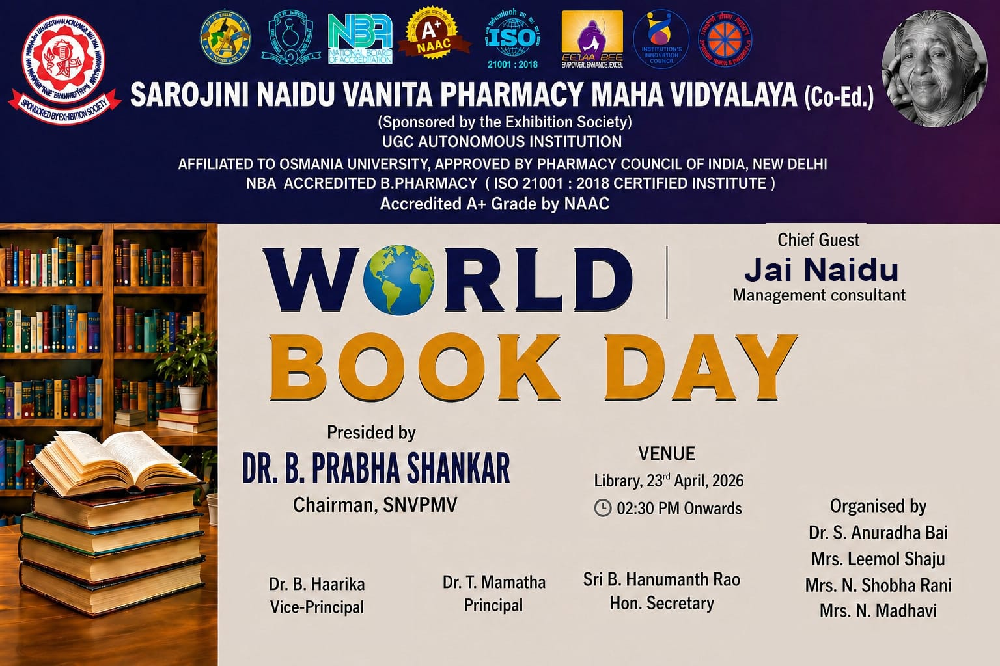 SPONSORED BY EXHIBITION SOCIETY
NBA
NATIONAL BOARD
OF ACCREDITATION
A+
NAAC
ISO
21001 : 2018
EMPOWER. ENHANCE. EXCEL
INSTITUTION'S
INNOVATION
COUNCIL
SAROJINI NAIDU VANITA PHARMACY MAHA VIDYALAYA (Co-Ed.)
(Sponsored by the Exhibition Society)
UGC AUTONOMOUS INSTITUTION
AFFILIATED TO OSMANIA UNIVERSITY, APPROVED BY PHARMACY COUNCIL OF INDIA, NEW DELHI
NBA ACCREDITED B.PHARMACY ( ISO 21001 : 2018 CERTIFIED INSTITUTE )
Accredited A+ Grade by NAAC
WORLD
BOOK DAY
Chief Guest
Jai Naidu
Management consultant
Presided by
DR. B. PRABHA SHANKAR
Chairman, SNVPMV
VENUE
Library, 23rd April, 2026
02:30 PM Onwards
Organised by
Dr. S. Anuradha Bai
Mrs. Leemol Shaju
Mrs. N. Shobha Rani
Mrs. N. Madhavi
Dr. B. Haarika
Vice-Principal
Dr. T. Mamatha
Principal
Sri B. Hanumanth Rao
Hon. Secretary